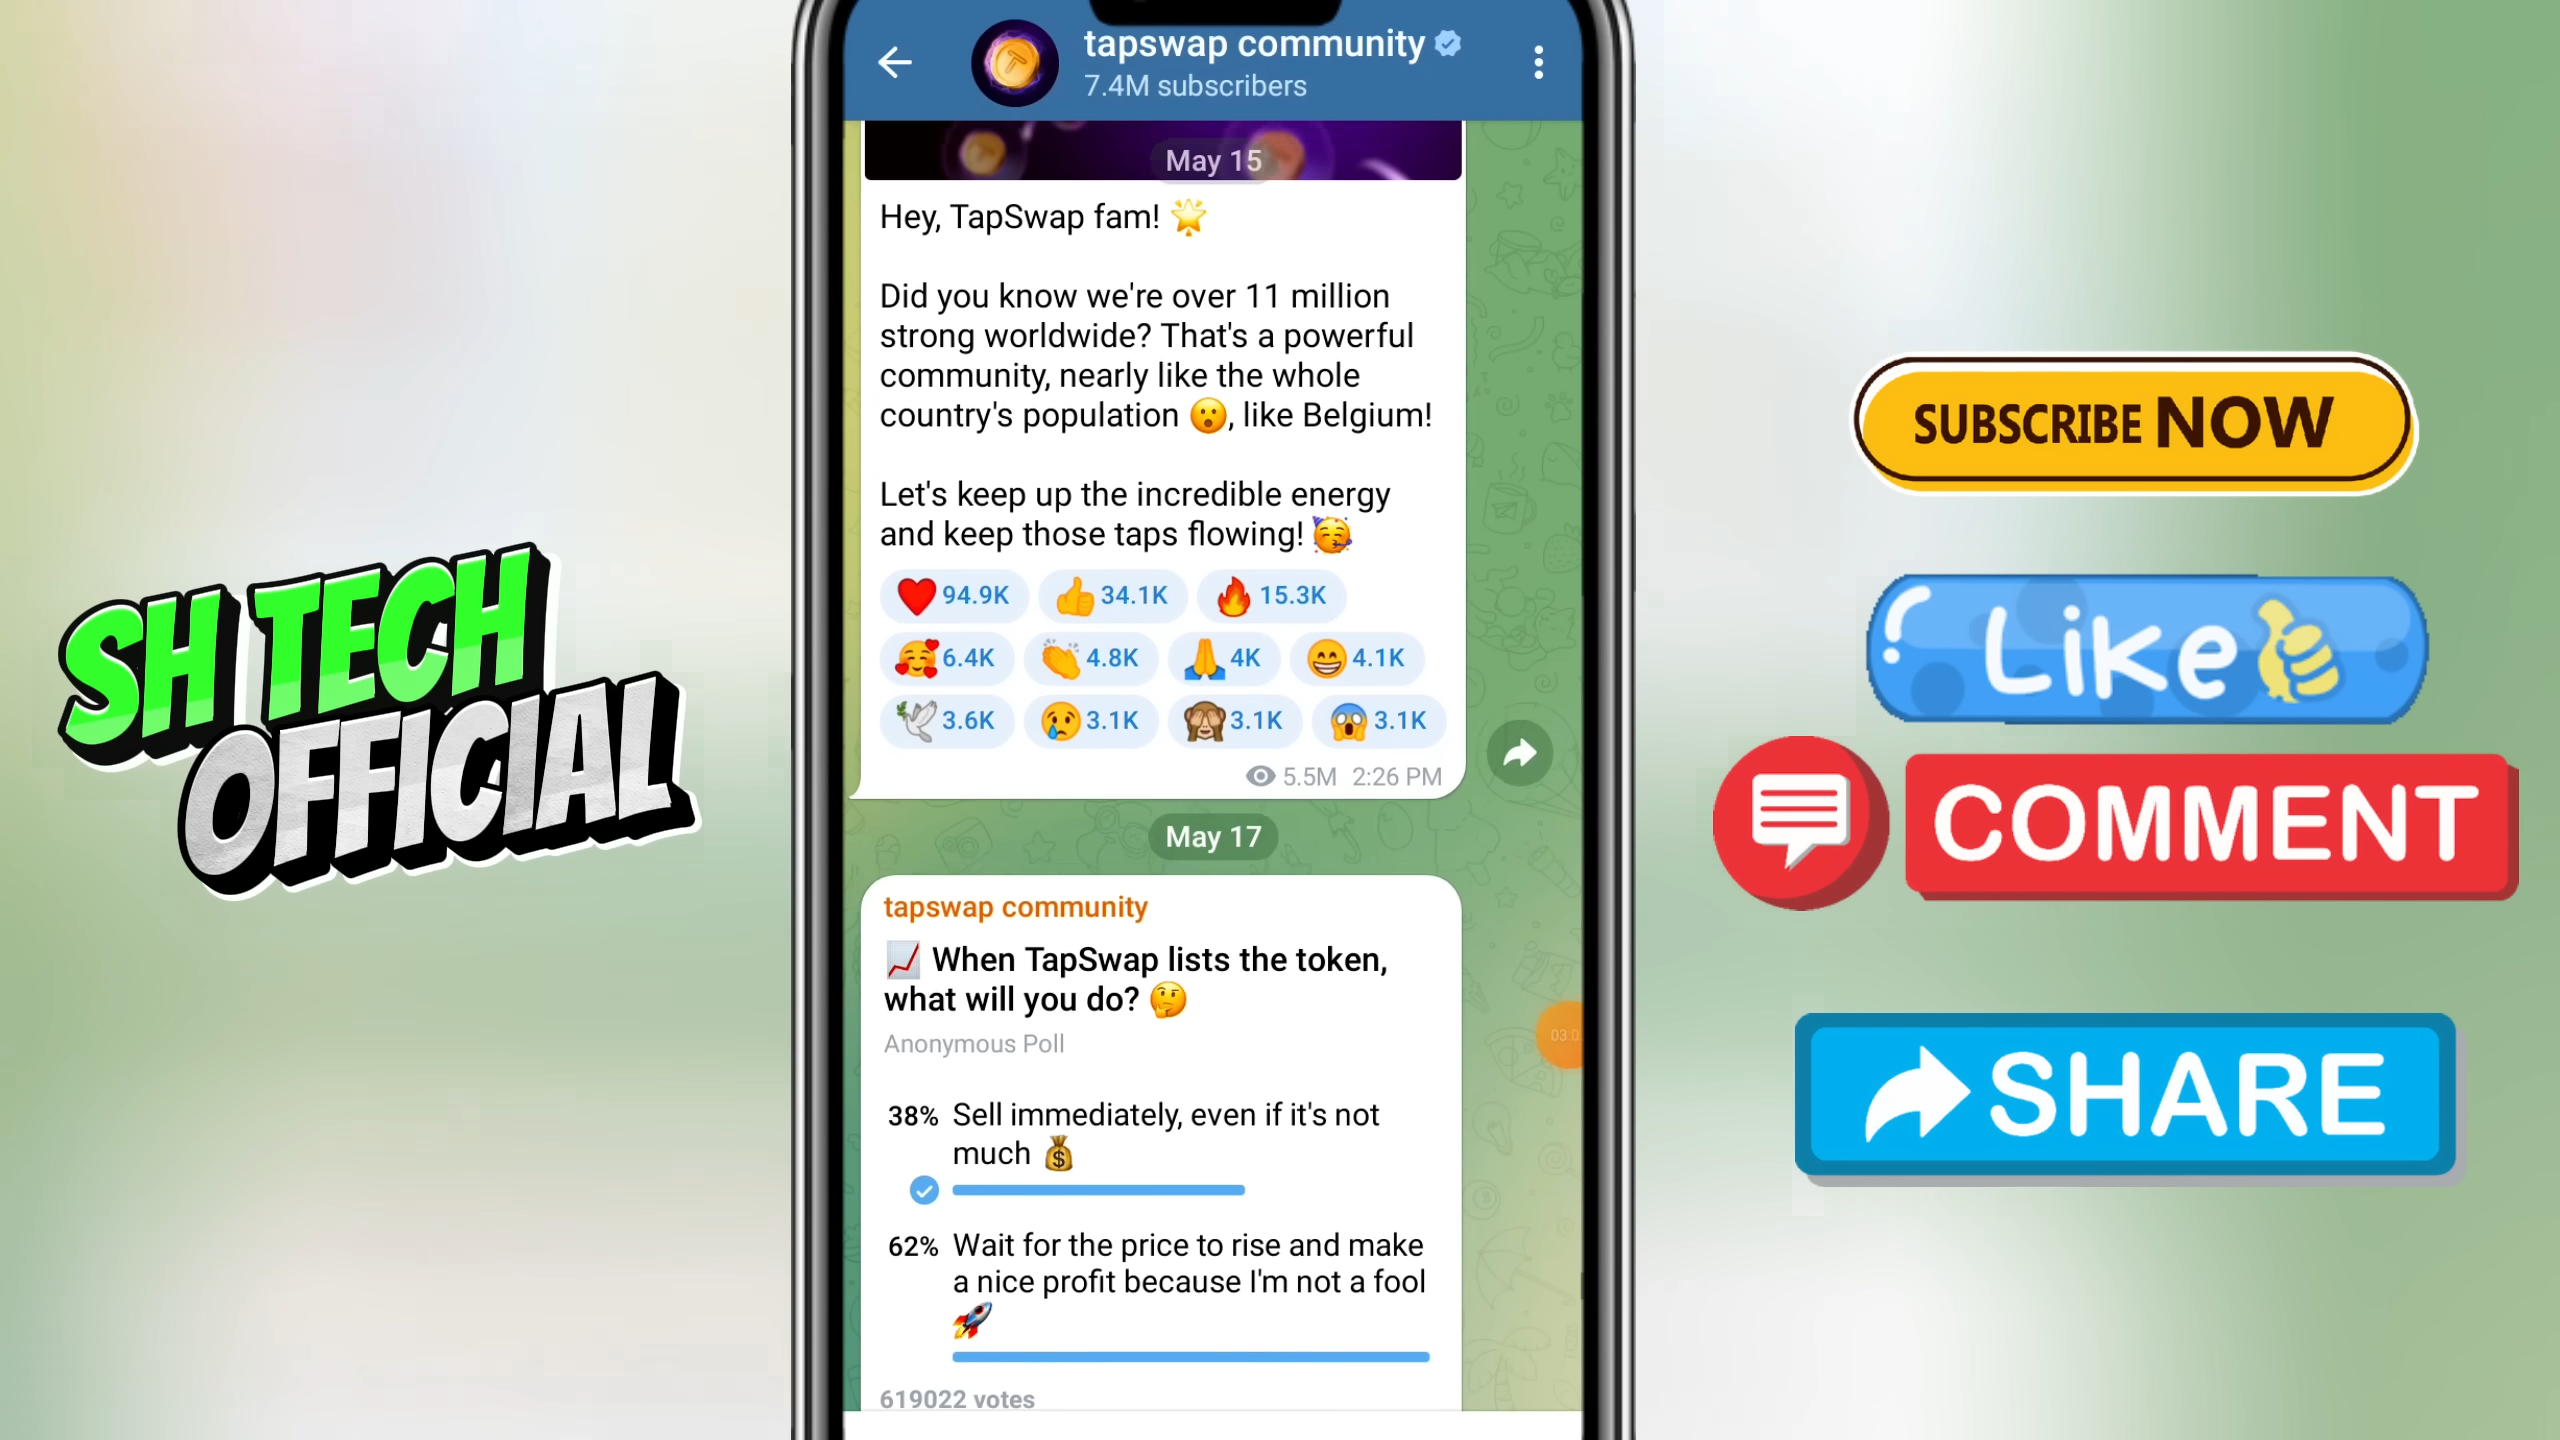 SH TECH
OFFICIAL
tapswap community
7.4M subscribers
May 15
Hey, TapSwap fam! 🌟
Did you know we're over 11 million
strong worldwide? That's a powerful
community, nearly like the whole
country's population 😮, like Belgium!
Let's keep up the incredible energy
and keep those taps flowing! 🥳
❤️ 94.9K 👍 34.1K 🔥 15.3K
🥰 6.4K 👏 4.8K 🙏 4K 😁 4.1K
🕊 3.6K 😢 3.1K 🙈 3.1K 😱 3.1K
5.5M 2:26 PM
May 17
tapswap community
📈 When TapSwap lists the token,
what will you do? 🤔
Anonymous Poll
38% Sell immediately, even if it's not
much 💰
62% Wait for the price to rise and make
a nice profit because I'm not a fool
🚀
619022 votes
SUBSCRIBE NOW
Like
COMMENT
SHARE